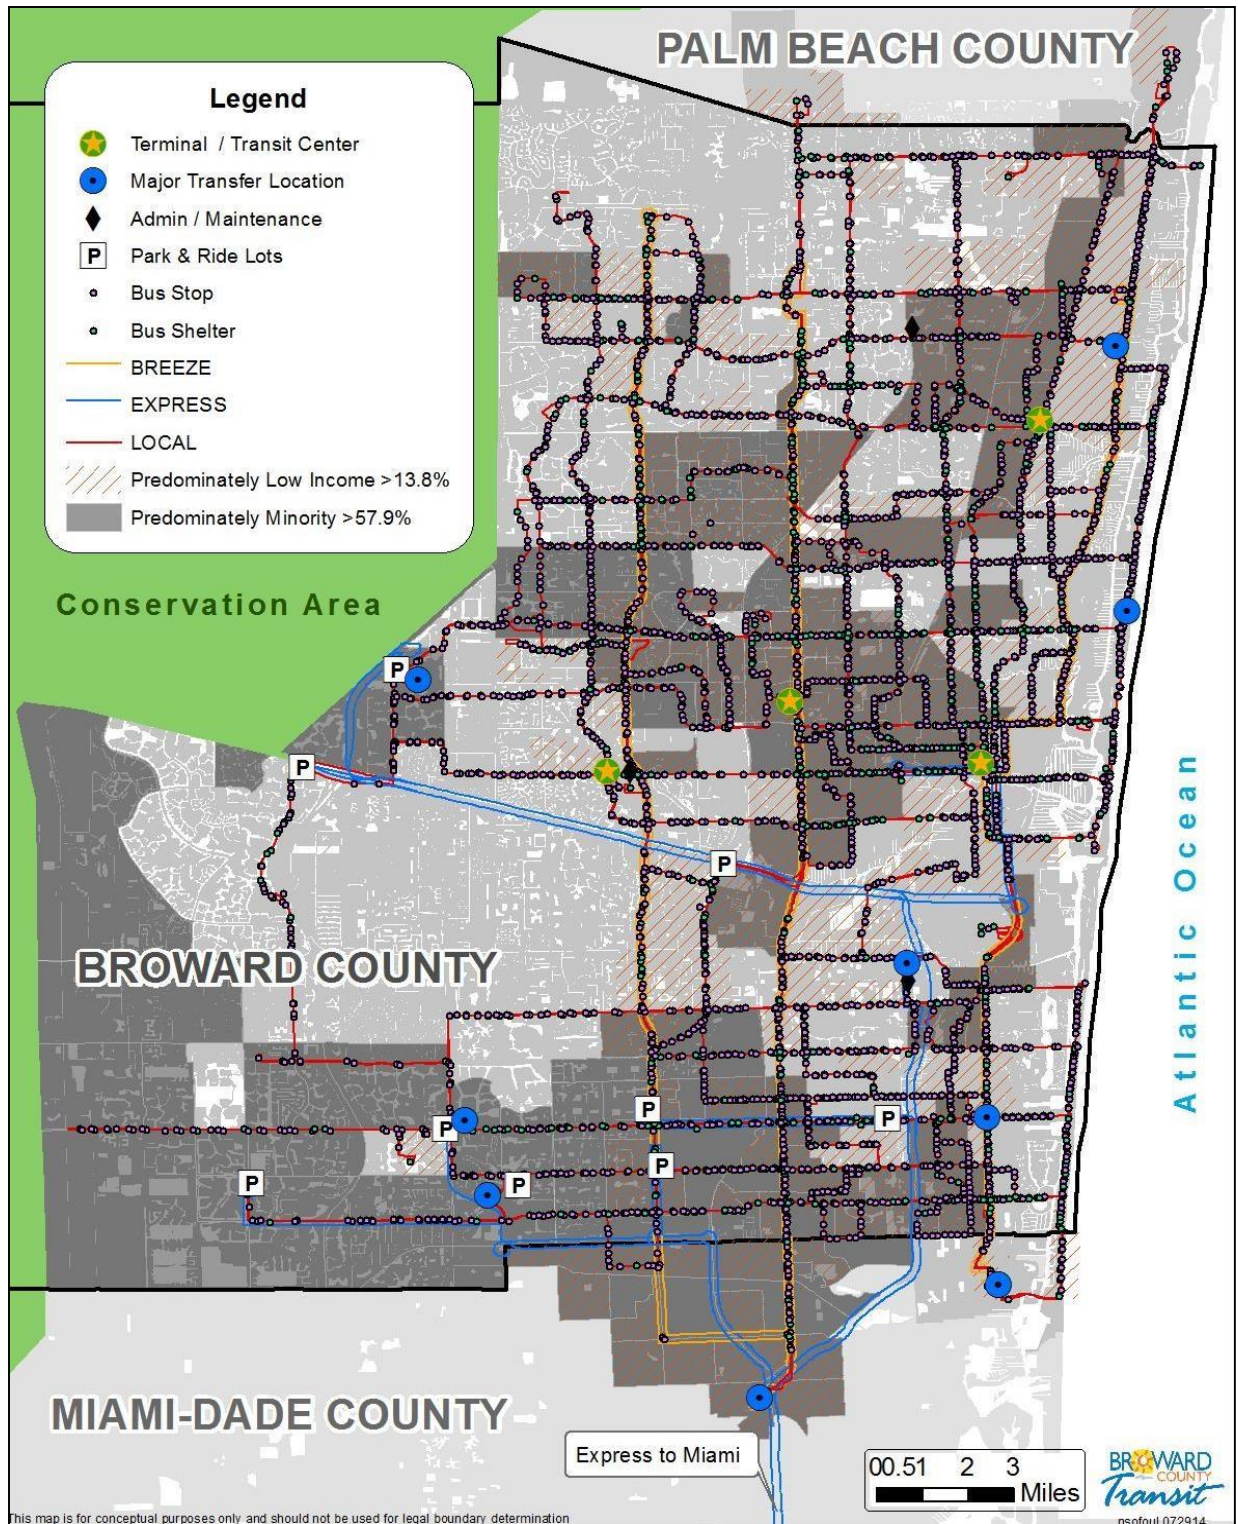 PALM BEACH COUNTY
Legend
Terminal / Transit Center
Major Transfer Location
Admin / Maintenance
P Park & Ride Lots
Bus Stop
Bus Shelter
BREEZE
EXPRESS
LOCAL
Predominately Low Income >13.8%
Predominately Minority >57.9%
Conservation Area
P
P
P
Atlantic Ocean
BROWARD COUNTY
P
P
P
P
P
P
MIAMI-DADE COUNTY
Express to Miami
00.51 2 3
Miles
BROWARD
COUNTY
Transit
This map is for conceptual purposes only and should not be used for legal boundary determination
nsofoul 072914